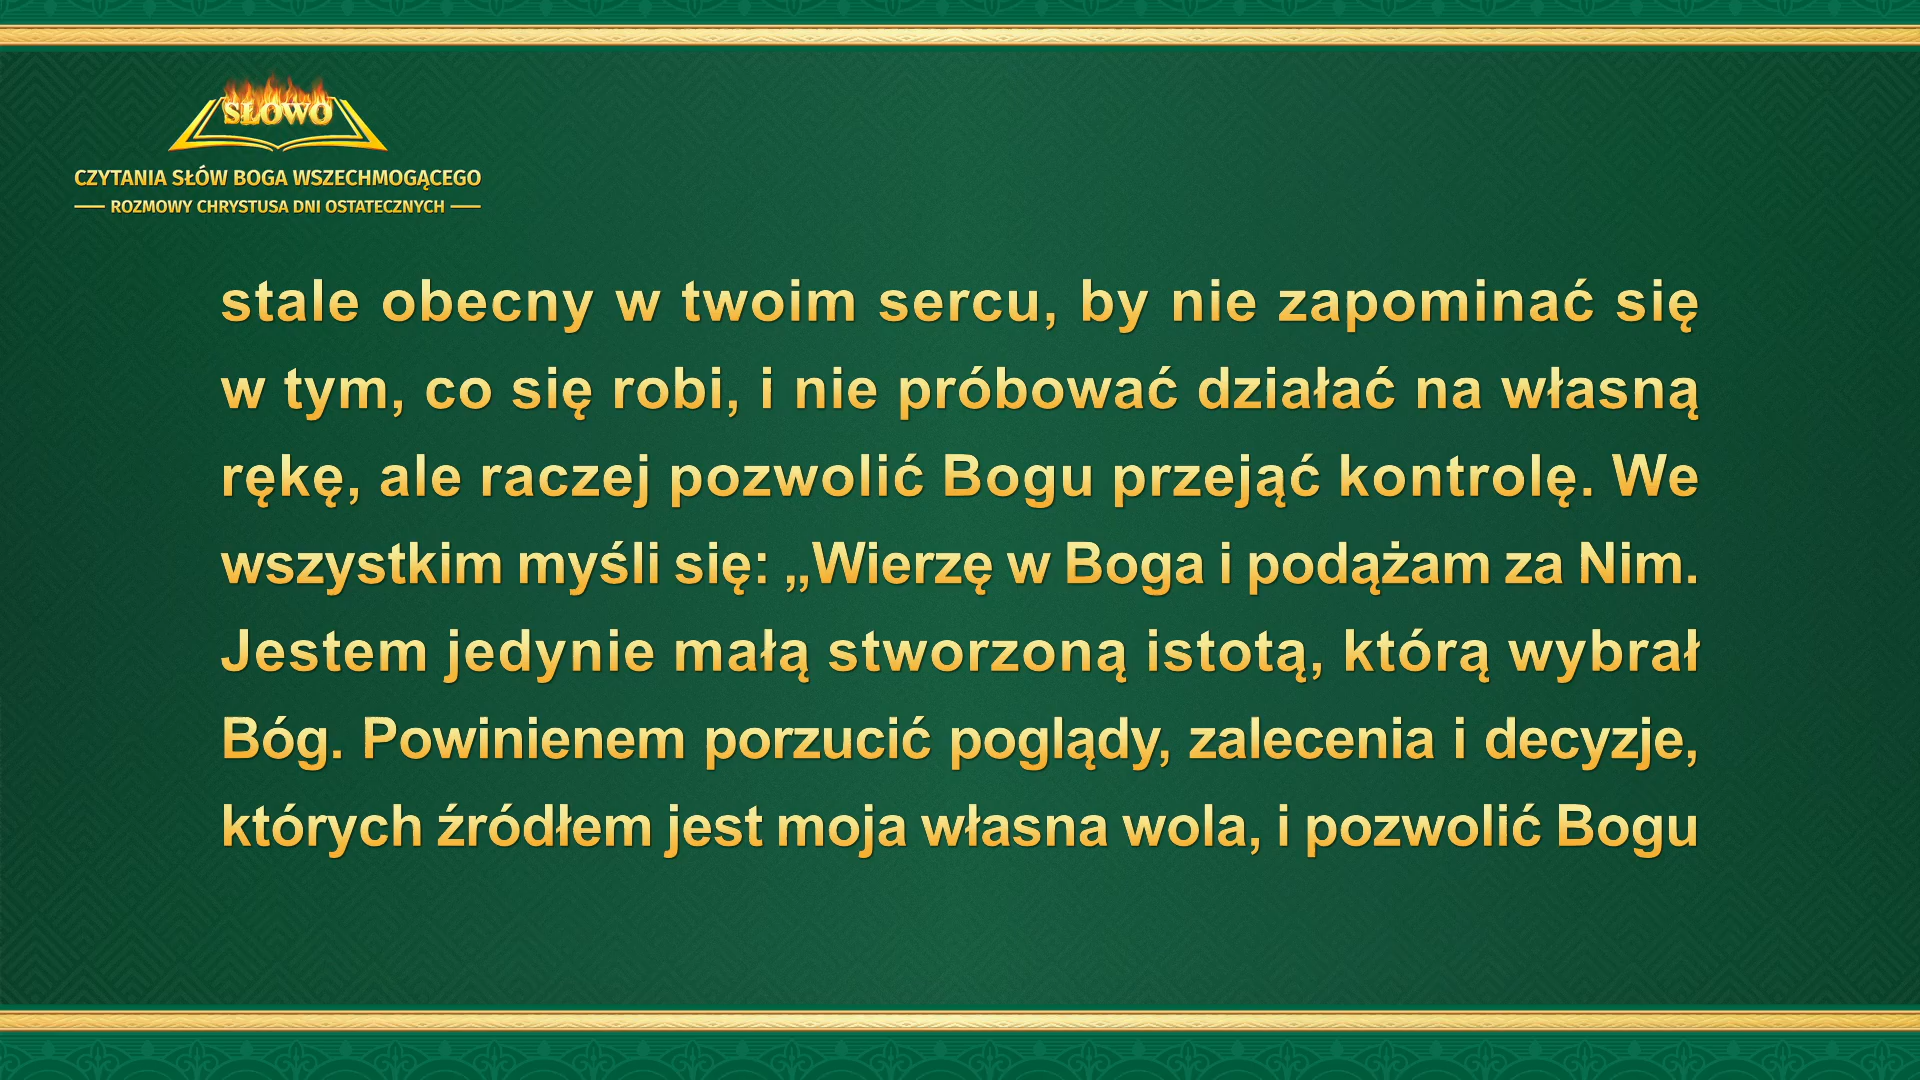 SŁOWO
CZYTANIA SŁÓW BOGA WSZECHMOGĄCEGO
ROZMOWY CHRYSTUSA DNI OSTATECZNYCH
stale obecny w twoim sercu, by nie zapominać się
w tym, co się robi, i nie próbować działać na własną
rękę, ale raczej pozwolić Bogu przejąć kontrolę. We
wszystkim myśli się: „Wierzę w Boga i podążam za Nim.
Jestem jedynie małą stworzoną istotą, którą wybrał
Bóg. Powinienem porzucić poglądy, zalecenia i decyzje,
których źródłem jest moja własna wola, i pozwolić Bogu